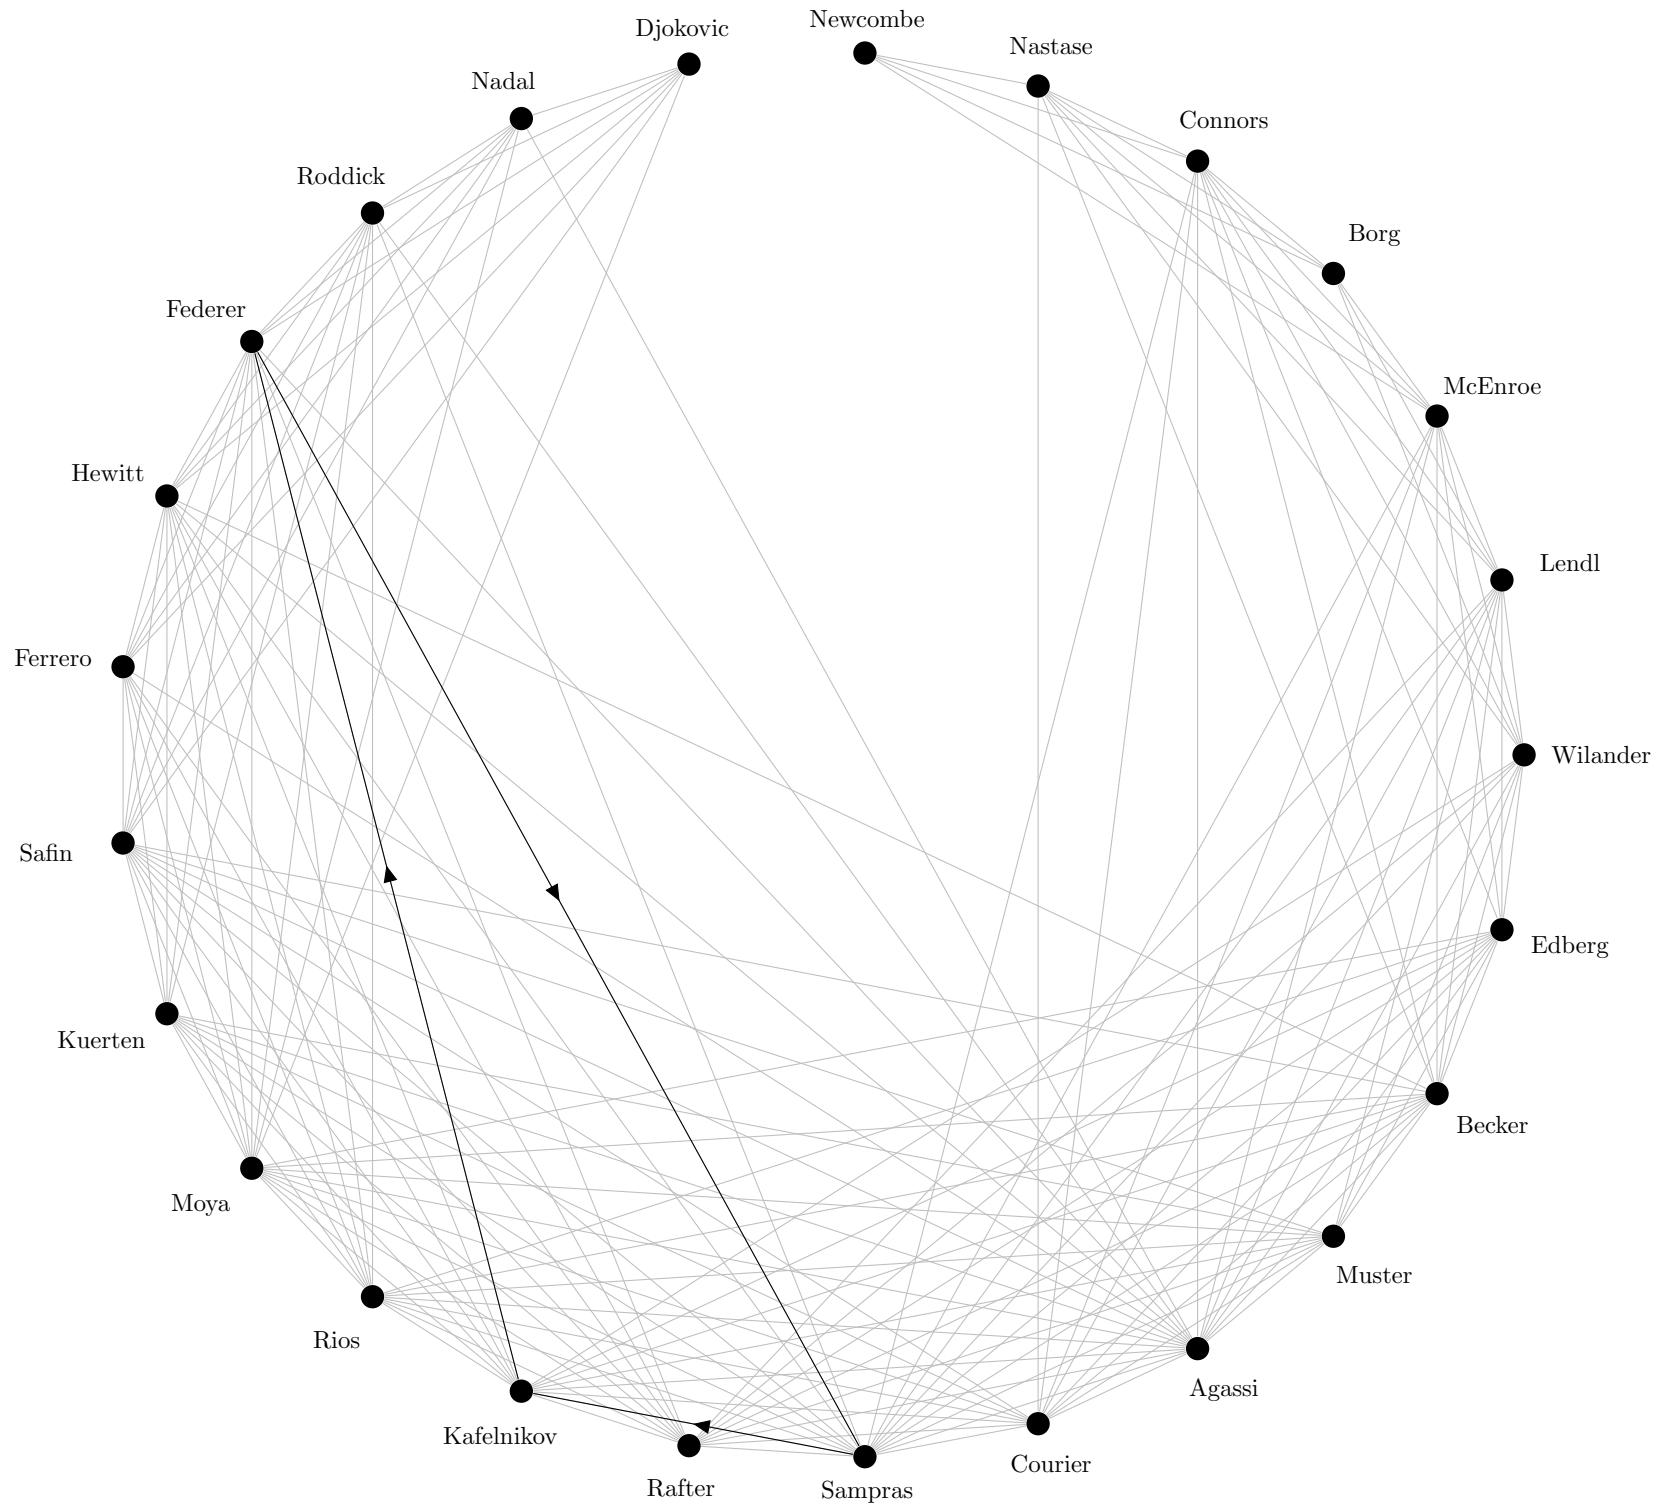 Newcombe
Djokovic
Nastase
Nadal
Connors
Roddick
Borg
Federer
McEnroe
Hewitt
Lendl
Ferrero
Wilander
Safin
Edberg
Kuerten
Becker
Moya
Muster
Rios
Agassi
Kafelnikov
Courier
Rafter
Sampras